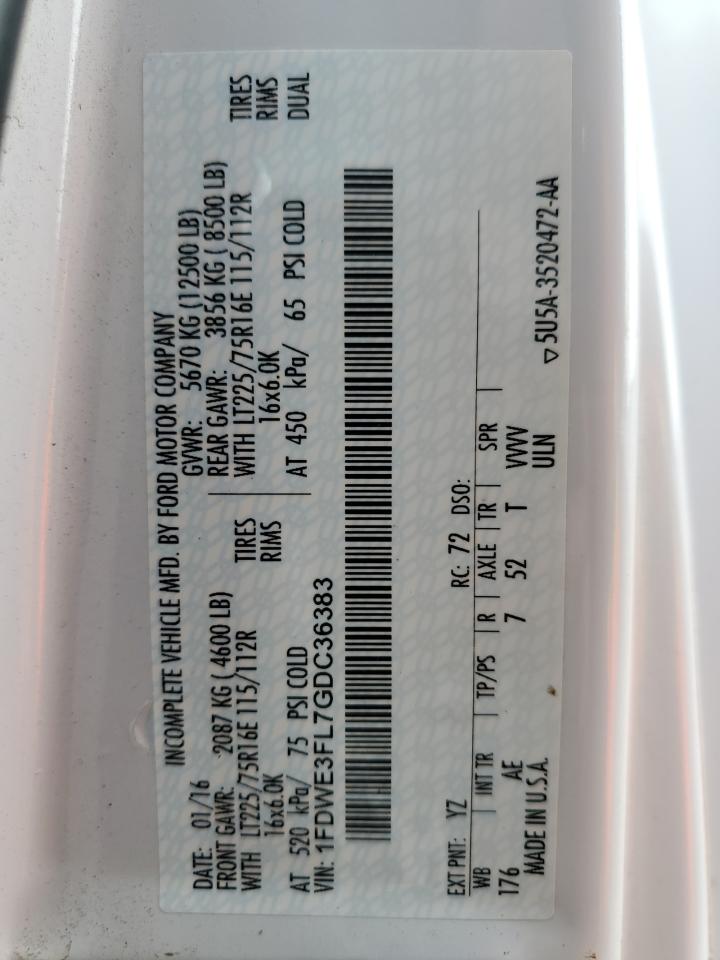 INCOMPLETE VEHICLE MFD. BY FORD MOTOR COMPANY
DATE: 01/16 GVWR: 5670 KG (12500 LB)
FRONT GAWR: 2087 KG ( 4600 LB) REAR GAWR: 3856 KG ( 8500 LB)
WITH LT225/75R16E 115/112R TIRES WITH LT225/75R16E 115/112R TIRES
16x6.0K RIMS 16x6.0K RIMS
AT 520 kPa/ 75 PSI COLD AT 450 kPa/ 65 PSI COLD DUAL
VIN: 1FDWE3FL7GDC36383
EXT PNT: YZ RC: 72 DSO:
WB INT TR TP/PS R AXLE TR SPR
176 AE 7 52 T VWV
MADE IN U.S.A. ULN
▽ 5U5A-3520472-AA